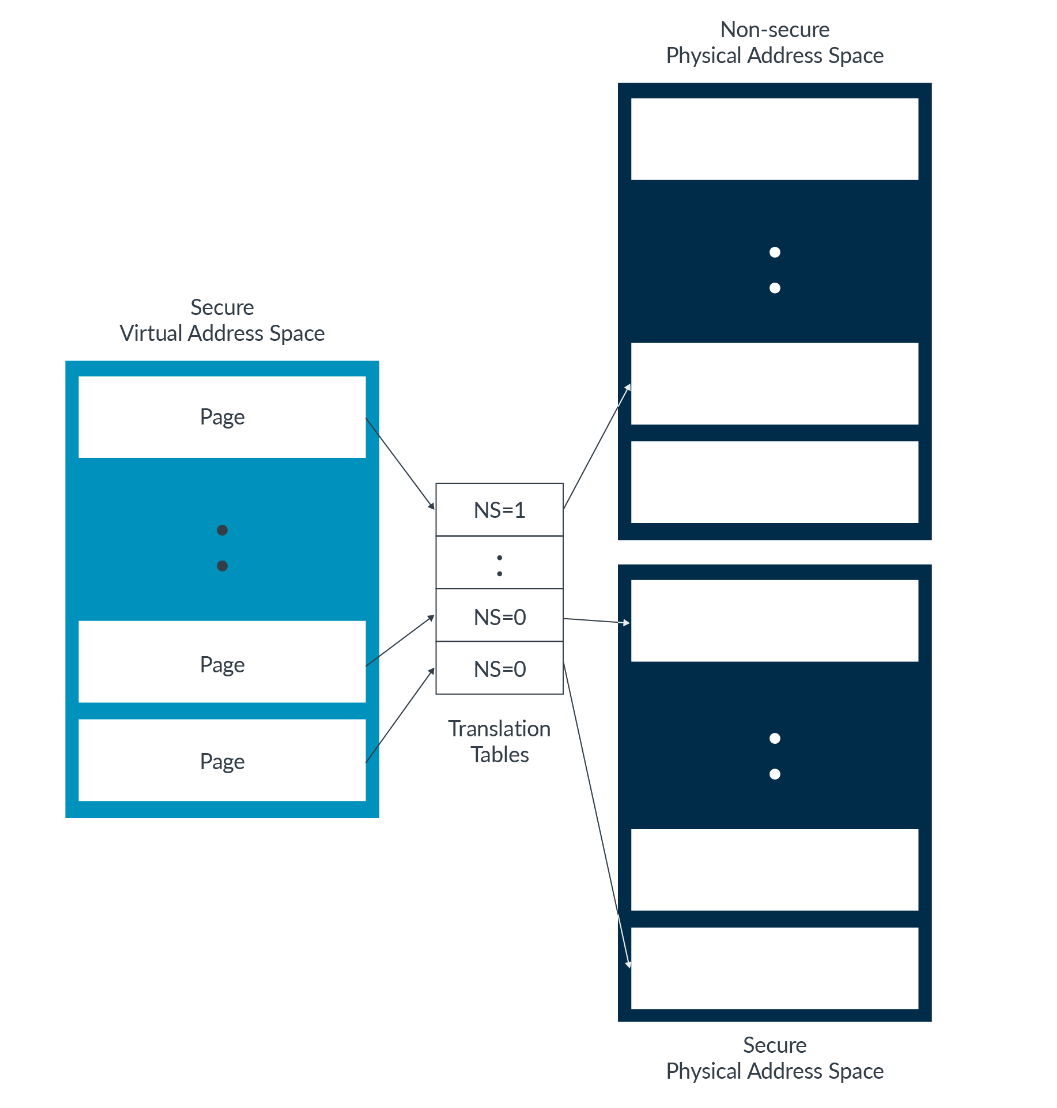 Non-secure
Physical Address Space
Secure
Virtual Address Space
Page
NS=1
NS=0
Page
NS=0
Translation
Tables
Page
Secure
Physical Address Space